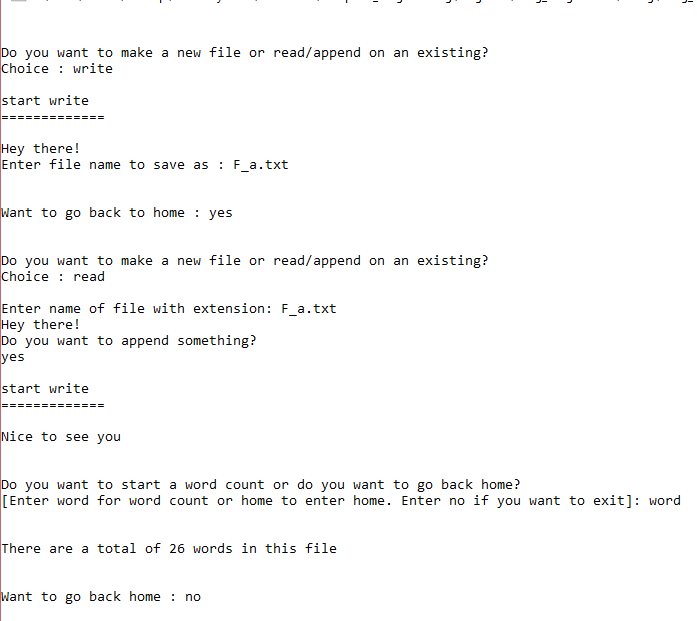 Do you want to make a new file or read/append on an existing?
Choice : write
start write
=============
Hey there!
Enter file name to save as : F_a.txt
Want to go back to home : yes
Do you want to make a new file or read/append on an existing?
Choice : read
Enter name of file with extension: F_a.txt
Hey there!
Do you want to append something?
yes
start write
=============
Nice to see you
Do you want to start a word count or do you want to go back home?
[Enter word for word count or home to enter home. Enter no if you want to exit]: word
There are a total of 26 words in this file
Want to go back home : no